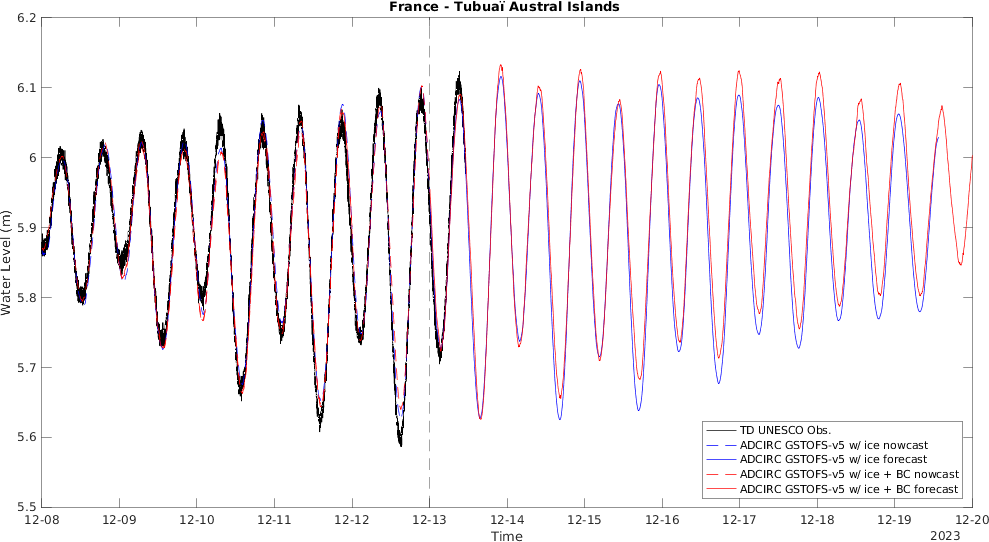 France - Tubuaï Austral Islands
6.2
6.1
6
5.9
5.8
5.7
5.6
5.5
Water Level (m)
TD UNESCO Obs.
ADCIRC GSTOFS-v5 w/ ice nowcast
ADCIRC GSTOFS-v5 w/ ice forecast
ADCIRC GSTOFS-v5 w/ ice + BC nowcast
ADCIRC GSTOFS-v5 w/ ice + BC forecast
12-08 12-09 12-10 12-11 12-12 12-13 12-14 12-15 12-16 12-17 12-18 12-19 12-20
Time
2023